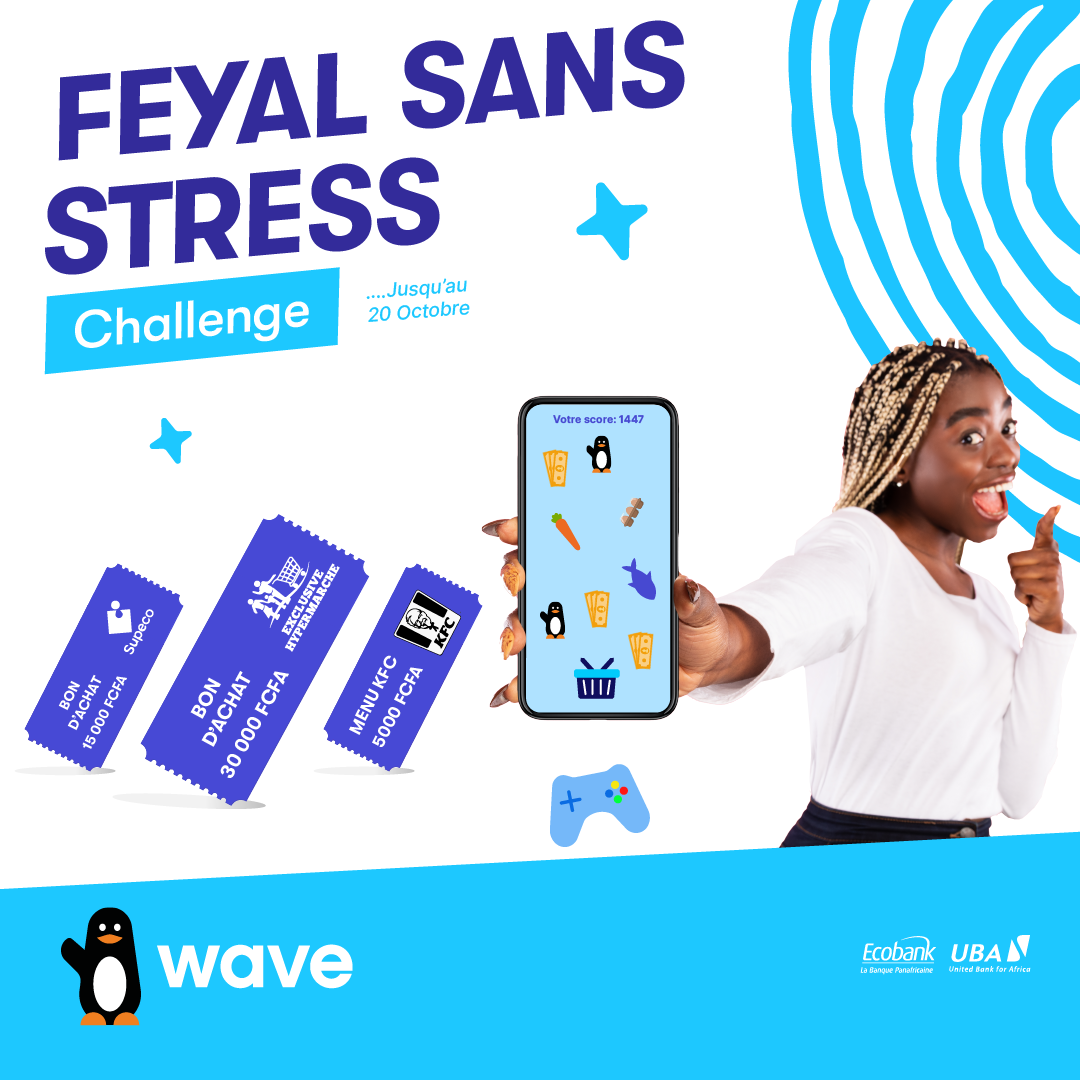 FEYAL SANS
STRESS
Challenge
....Jusqu'au
20 Octobre
Votre score: 1447
Supeco
BON
D'ACHAT
15 000 FCFA
EXCLUSIVE
HYPERMARCHE
BON
D'ACHAT
30 000 FCFA
KFC
MENU KFC
5000 FCFA
wave
Ecobank
La Banque Panafricaine
UBA
United Bank for Africa